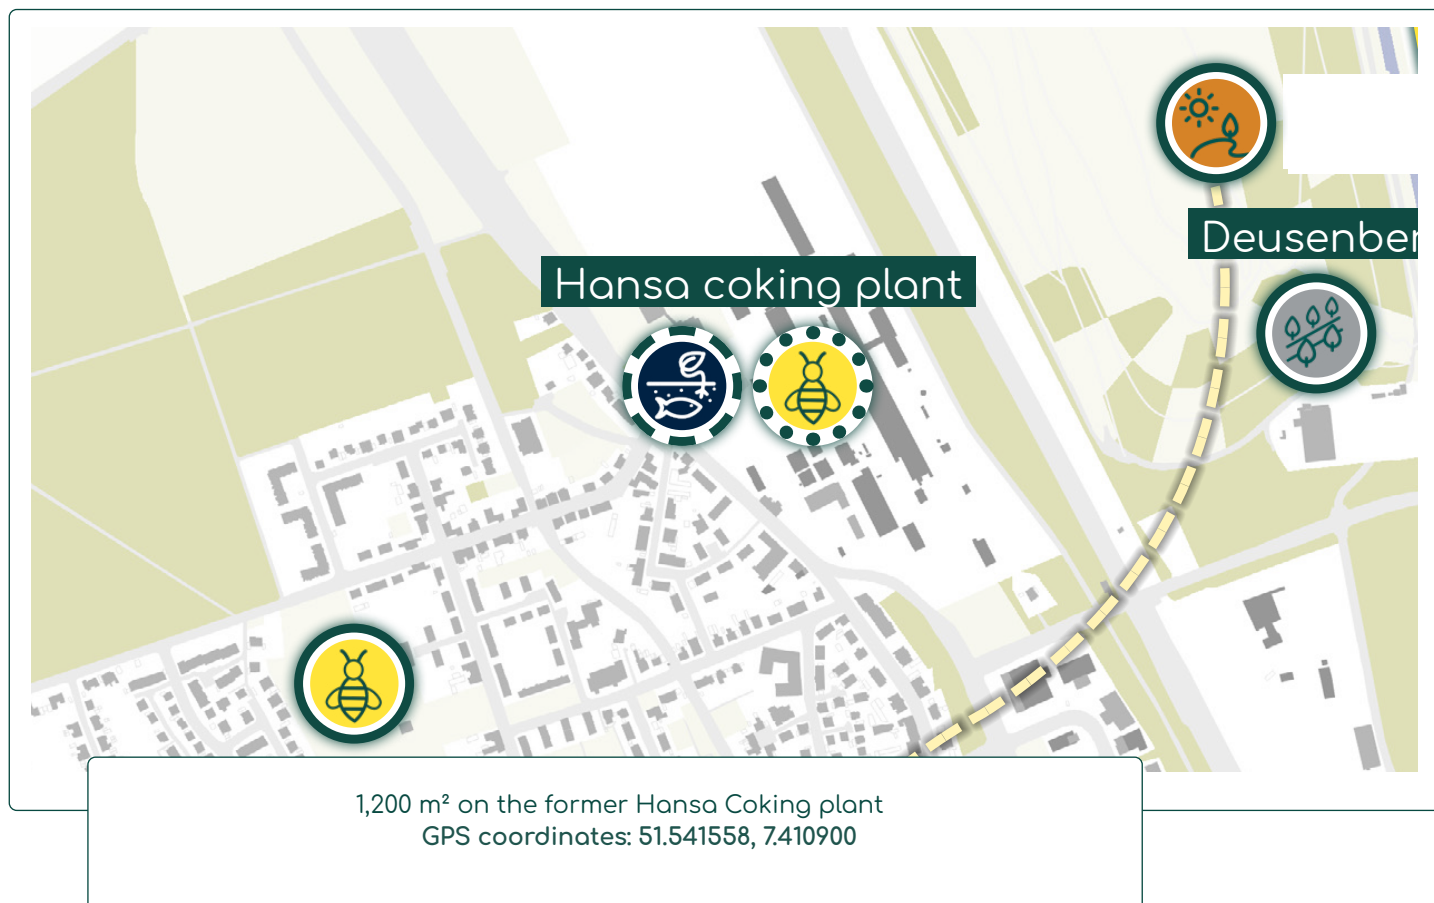 Deusenber
Hansa coking plant
1,200 m² on the former Hansa Coking plant
GPS coordinates: 51.541558, 7.410900